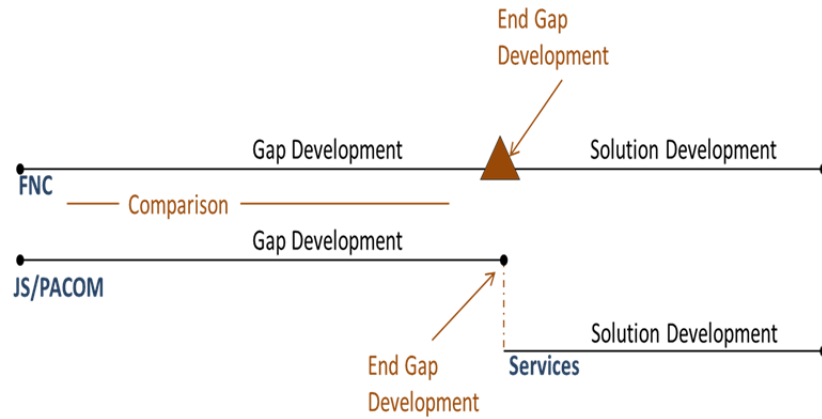 End Gap
Development
Gap Development
Solution Development
FNC
Comparison
Gap Development
JS/PACOM
Solution Development
End Gap
Development
Services